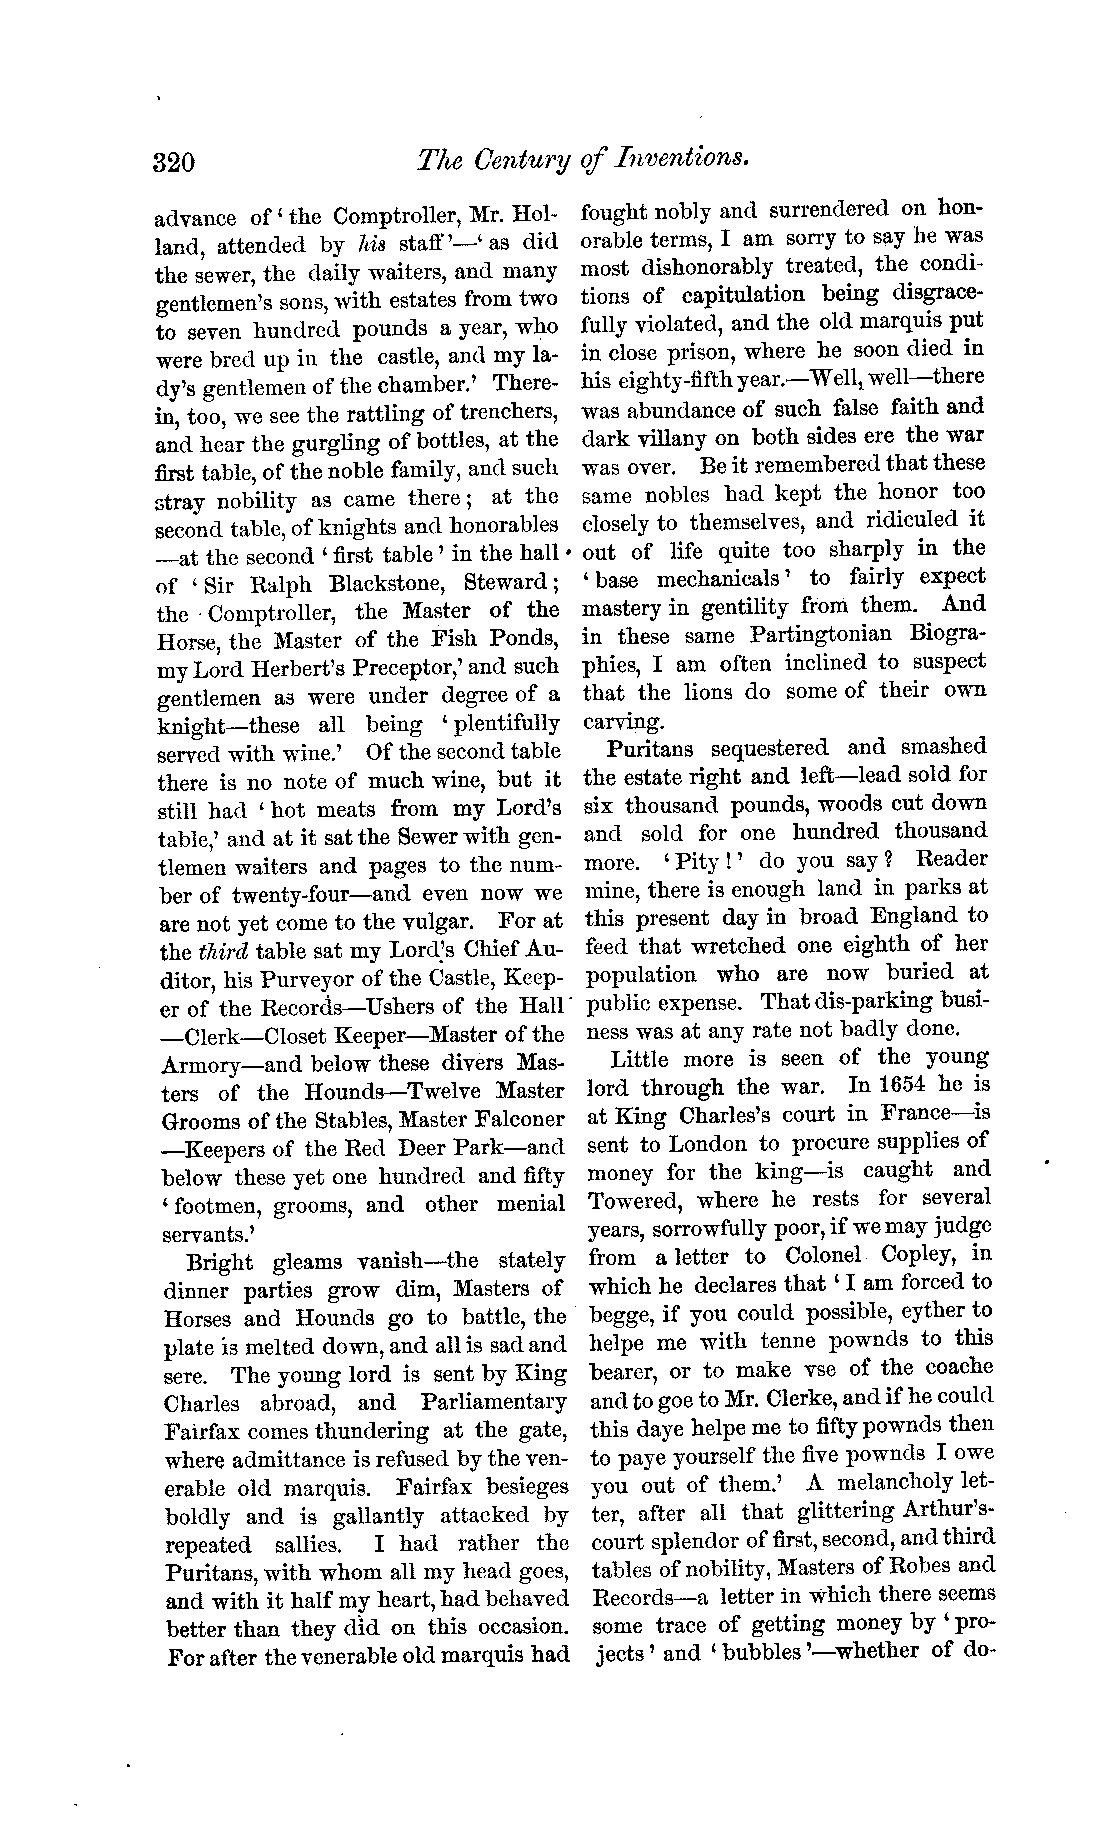 320
The Century of Inventions.
advance of ‘ the Comptroller, Mr. Hol-
land, attended by his staff’—‘ as did
the sewer, the daily waiters, and many
gentlemen's sons, with estates from two
to seven hundred pounds a year, who
were bred up in the castle, and my la-
dy's gentlemen of the chamber.’ There-
in, too, we see the rattling of trenchers,
and hear the gurgling of bottles, at the
first table, of the noble family, and such
stray nobility as came there; at the
second table, of knights and honorables
—at the second ‘ first table ’ in the hall
of ‘ Sir Ralph Blackstone, Steward;
the Comptroller, the Master of the
Horse, the Master of the Fish Ponds,
my Lord Herbert's Preceptor,’ and such
gentlemen as were under degree of a
knight—these all being ‘ plentifully
served with wine.’ Of the second table
there is no note of much wine, but it
still had ‘ hot meats from my Lord's
table,’ and at it sat the Sewer with gen-
tlemen waiters and pages to the num-
ber of twenty-four—and even now we
are not yet come to the vulgar. For at
the third table sat my Lord's Chief Au-
ditor, his Purveyor of the Castle, Keep-
er of the Records—Ushers of the Hall
—Clerk—Closet Keeper—Master of the
Armory—and below these divers Mas-
ters of the Hounds—Twelve Master
Grooms of the Stables, Master Falconer
—Keepers of the Red Deer Park—and
below these yet one hundred and fifty
‘ footmen, grooms, and other menial
servants.’
Bright gleams vanish—the stately
dinner parties grow dim, Masters of
Horses and Hounds go to battle, the
plate is melted down, and all is sad and
sere. The young lord is sent by King
Charles abroad, and Parliamentary
Fairfax comes thundering at the gate,
where admittance is refused by the ven-
erable old marquis. Fairfax besieges
boldly and is gallantly attacked by
repeated sallies. I had rather the
Puritans, with whom all my head goes,
and with it half my heart, had behaved
better than they did on this occasion.
For after the venerable old marquis had
fought nobly and surrendered on hon-
orable terms, I am sorry to say he was
most dishonorably treated, the condi-
tions of capitulation being disgrace-
fully violated, and the old marquis put
in close prison, where he soon died in
his eighty-fifth year.—Well, well—there
was abundance of such false faith and
dark villany on both sides ere the war
was over. Be it remembered that these
same nobles had kept the honor too
closely to themselves, and ridiculed it
out of life quite too sharply in the
‘ base mechanicals ’ to fairly expect
mastery in gentility from them. And
in these same Partingtonian Biogra-
phies, I am often inclined to suspect
that the lions do some of their own
carving.
Puritans sequestered and smashed
the estate right and left—lead sold for
six thousand pounds, woods cut down
and sold for one hundred thousand
more. ‘ Pity ! ’ do you say ? Reader
mine, there is enough land in parks at
this present day in broad England to
feed that wretched one eighth of her
population who are now buried at
public expense. That dis-parking busi-
ness was at any rate not badly done.
Little more is seen of the young
lord through the war. In 1654 he is
at King Charles's court in France—is
sent to London to procure supplies of
money for the king—is caught and
Towered, where he rests for several
years, sorrowfully poor, if we may judge
from a letter to Colonel Copley, in
which he declares that ‘ I am forced to
begge, if you could possible, eyther to
helpe me with tenne pownds to this
bearer, or to make vse of the coache
and to goe to Mr. Clerke, and if he could
this daye helpe me to fifty pownds then
to paye yourself the five pownds I owe
you out of them.’ A melancholy let-
ter, after all that glittering Arthur's-
court splendor of first, second, and third
tables of nobility, Masters of Robes and
Records—a letter in which there seems
some trace of getting money by ‘ pro-
jects ’ and ‘ bubbles ’—whether of do-